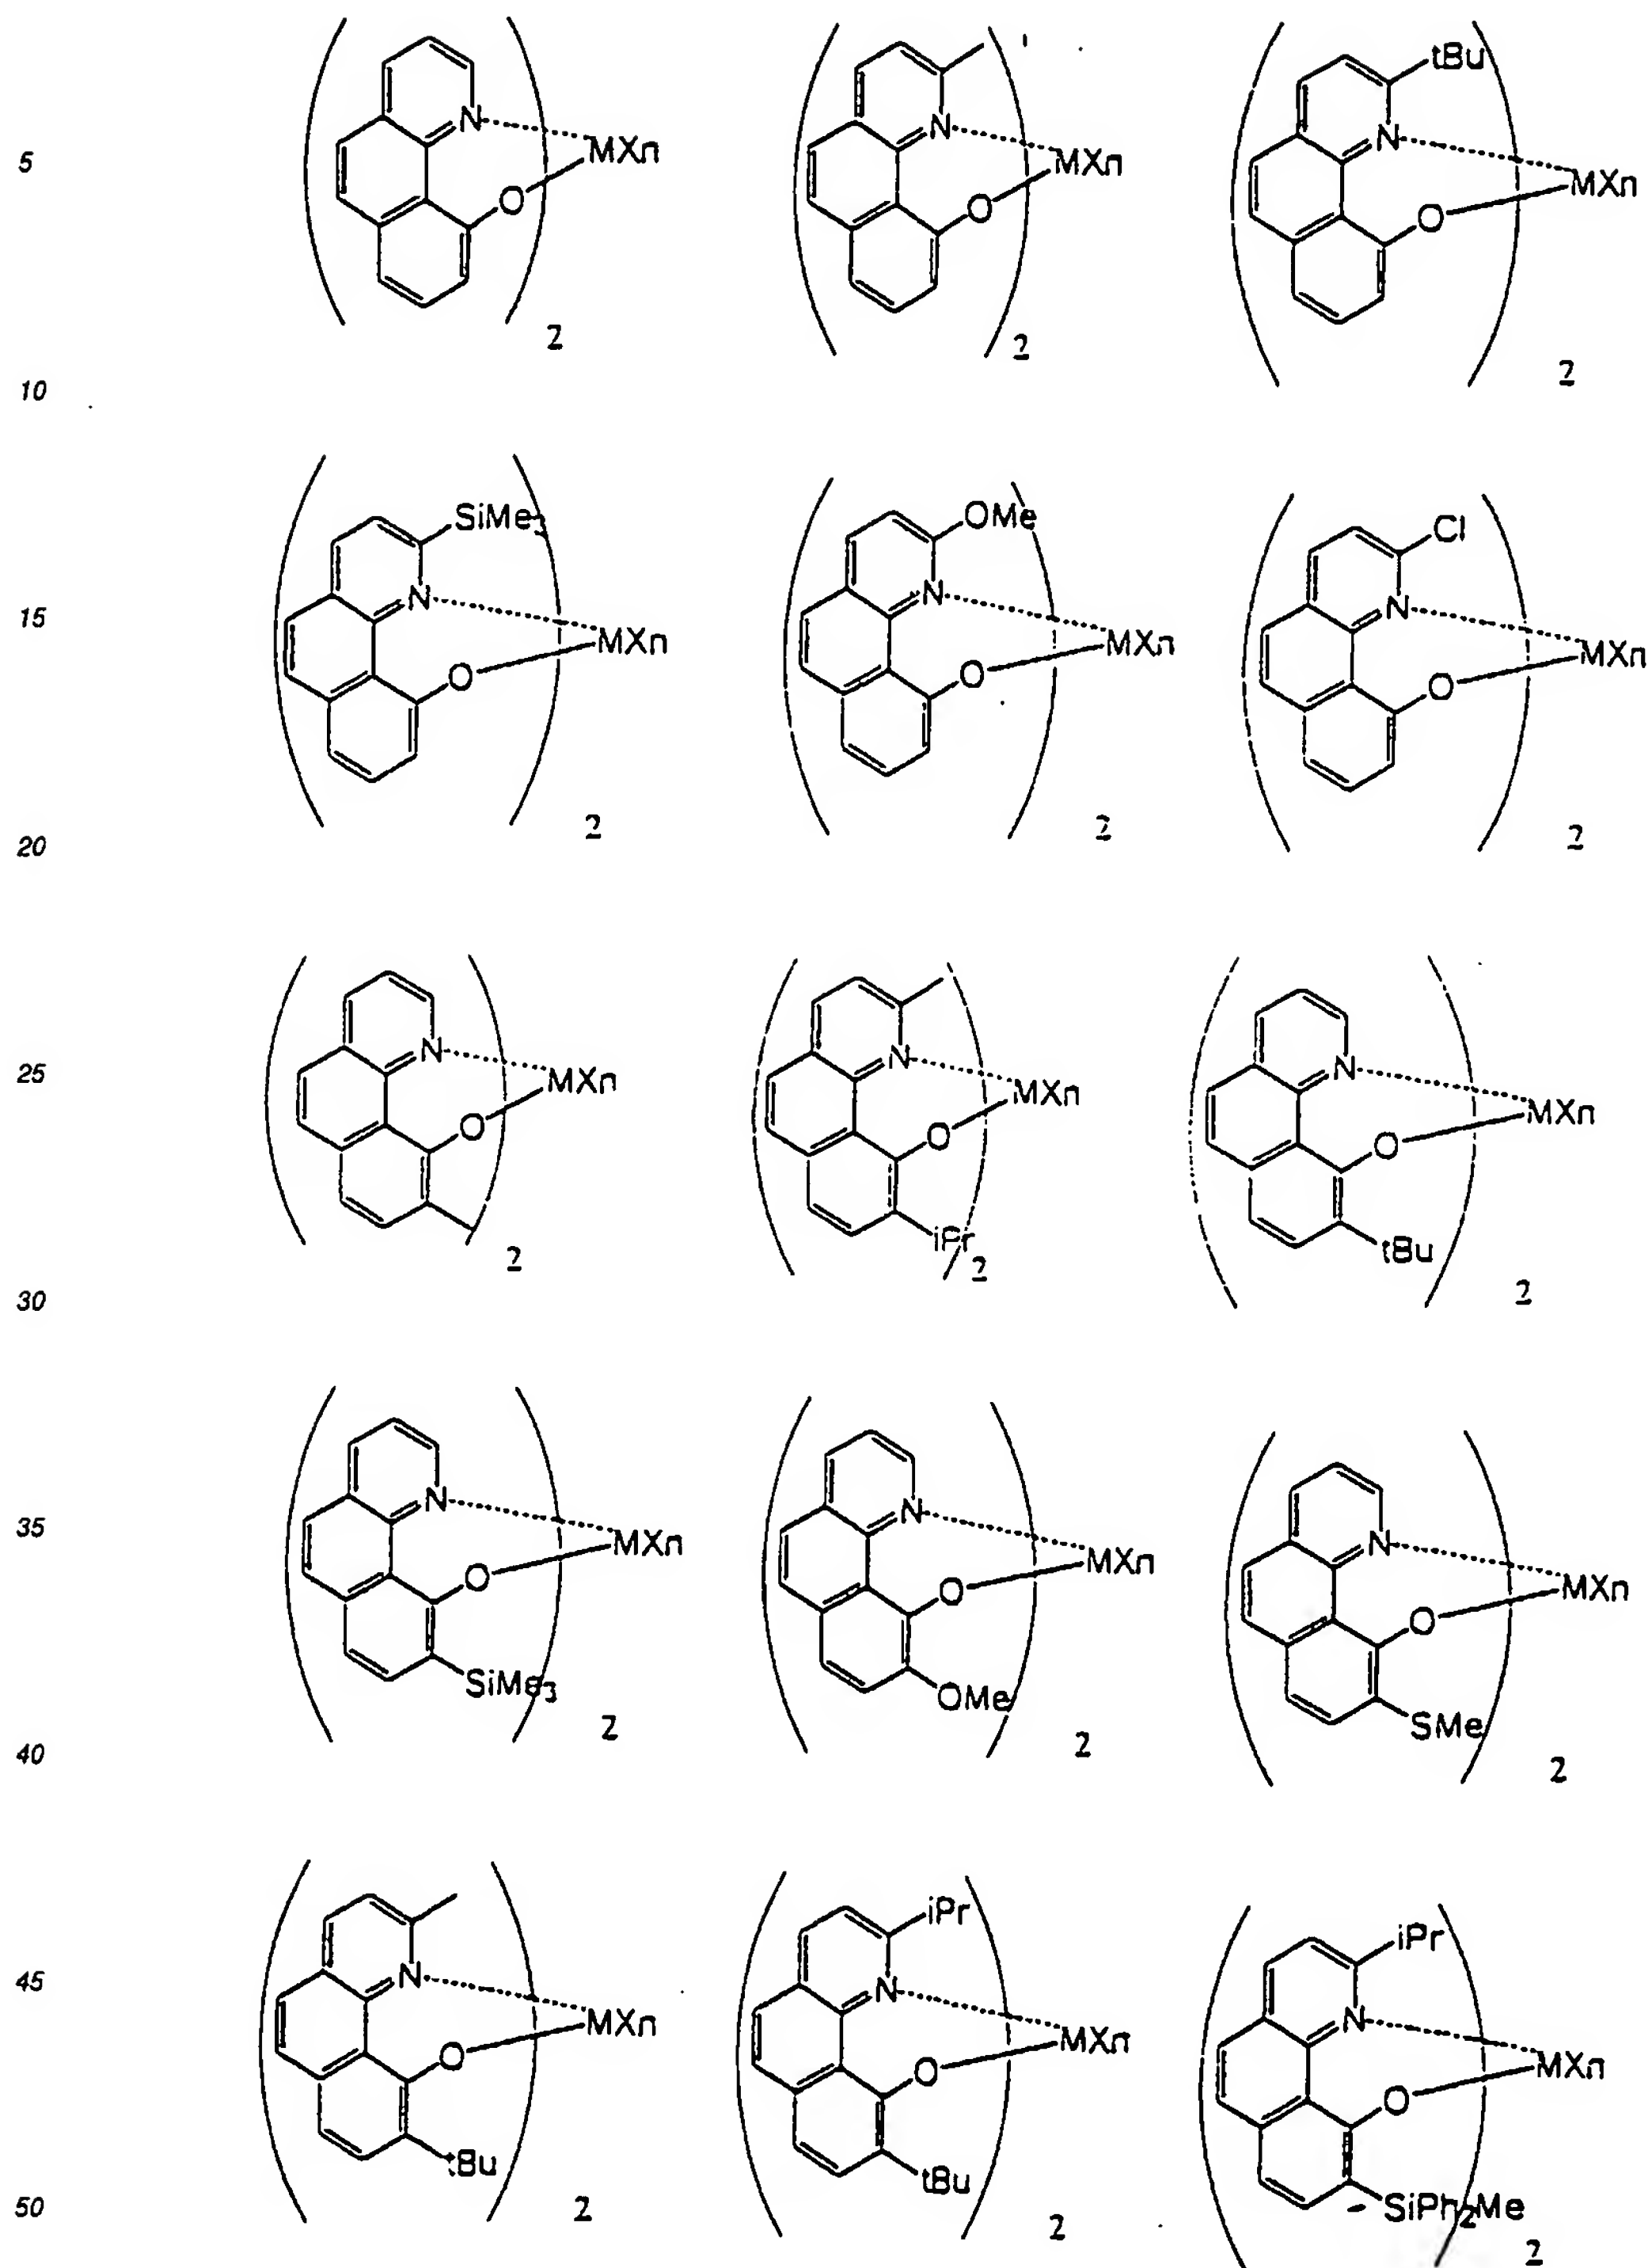 N MXn O 2
N MXn O 2
tBu N MXn O 2
5
10
SiMe3 N MXn O 2
OMe N MXn O 2
Cl N MXn O 2
15
20
N MXn O 2
N MXn O iPr 2
N MXn O tBu 2
25
30
N MXn O SiMe3 2
N MXn O OMe 2
N MXn O SMe 2
35
40
N MXn O tBu 2
iPr N MXn O tBu 2
iPr N MXn O SiPh2Me 2
45
50